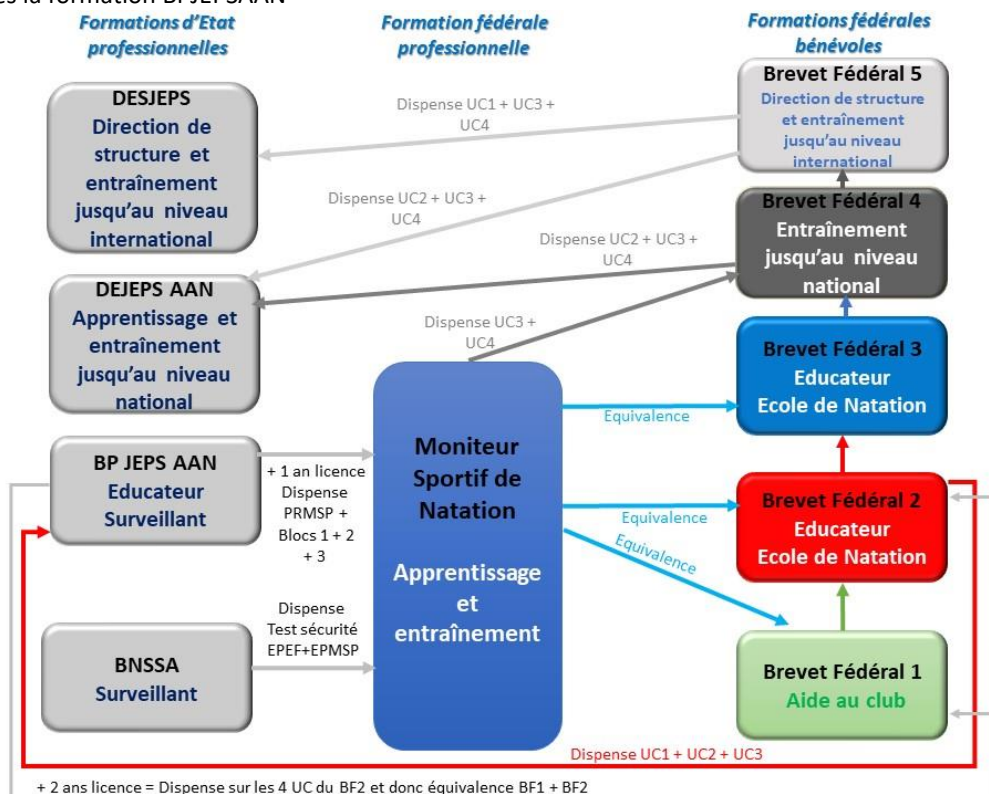 es la formation BPJEPSAAN
Formations d'Etat
professionnelles
Formation fédérale
professionnelle
Formations fédérales
bénévoles
DESJEPS
Direction de
structure et
entraînement
jusqu'au niveau
international
Dispense UC1 + UC3 +
UC4
Brevet Fédéral 5
Direction de structure
et entraînement
jusqu'au niveau
international
Dispense UC2 + UC3 +
UC4
Dispense UC2 + UC3 +
UC4
Brevet Fédéral 4
Entraînement
jusqu'au niveau
national
DEJEPS AAN
Apprentissage et
entraînement
jusqu'au niveau
national
Dispense UC3 +
UC4
Brevet Fédéral 3
Educateur
Ecole de Natation
Equivalence
BP JEPS AAN
Educateur
Surveillant
+ 1 an licence
Dispense
PRMSP +
Blocs 1 + 2
+ 3
Moniteur
Sportif de
Natation
Apprentissage
et
entraînement
Equivalence
Equivalence
Brevet Fédéral 2
Educateur
Ecole de Natation
BNSSA
Surveillant
Dispense
Test sécurité
EPEF+EPMSP
Brevet Fédéral 1
Aide au club
Dispense UC1 + UC2 + UC3
+ 2 ans licence = Dispense sur les 4 UC du BF2 et donc équivalence BF1 + BF2